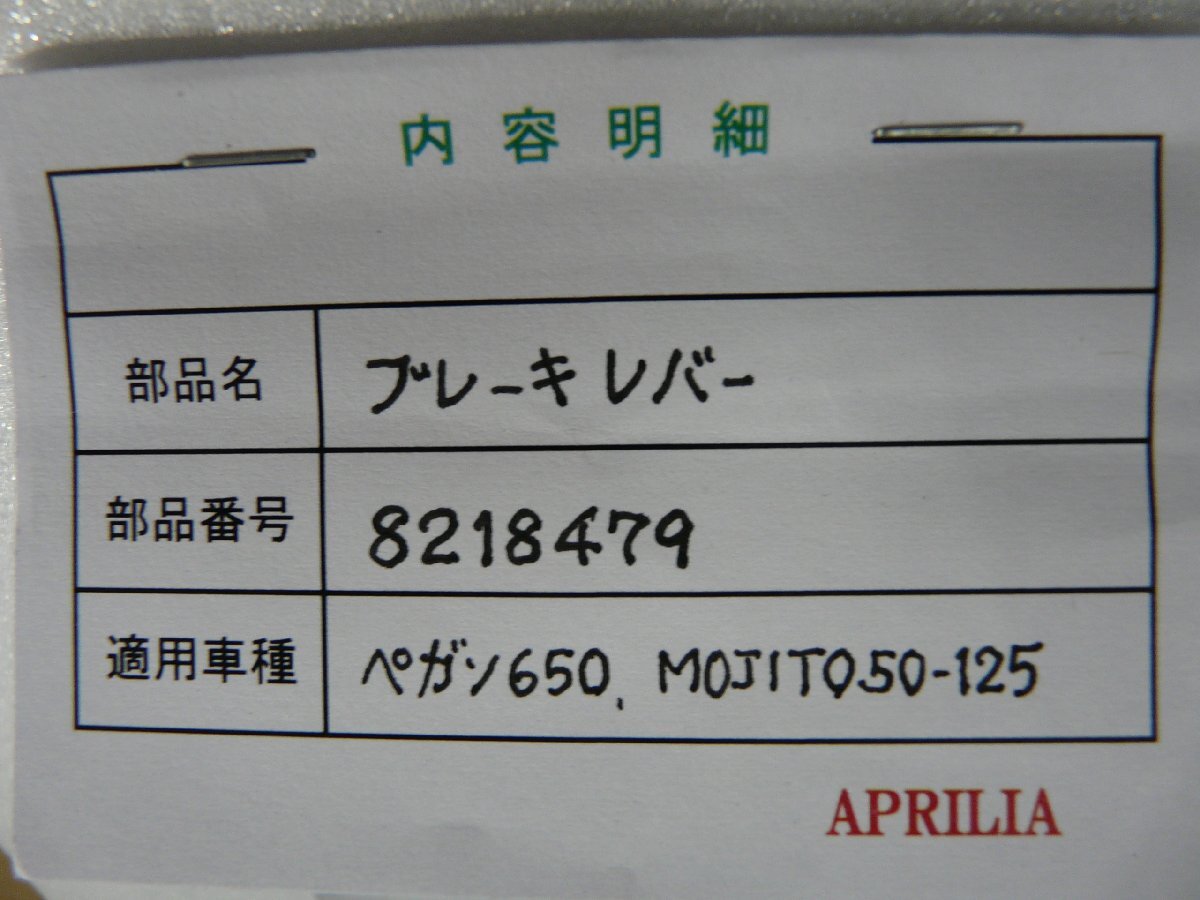 内容明細
部品名 ブレーキレバー
部品番号 8218479
適用車種 ペガソ650, MOJITO50-125
APRILIA